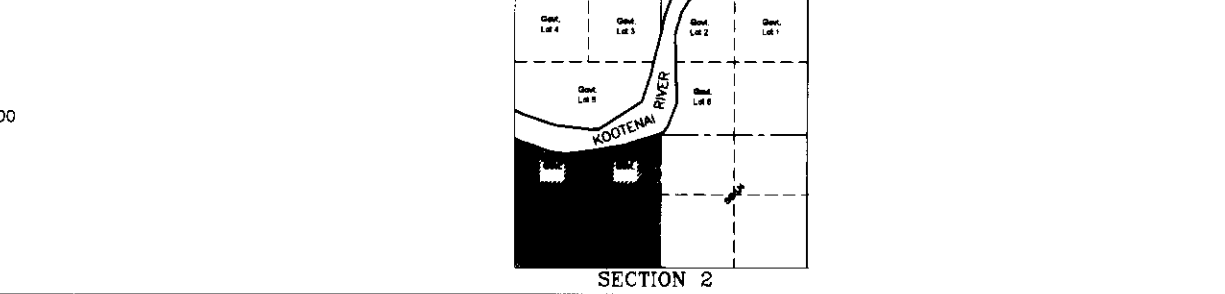 Govt.
Lot 4
Govt.
Lot 3
Govt.
Lot 2
Govt.
Lot 1
Govt.
Lot 5
Govt.
Lot 6
KOOTENAI RIVER
00
SECTION 2